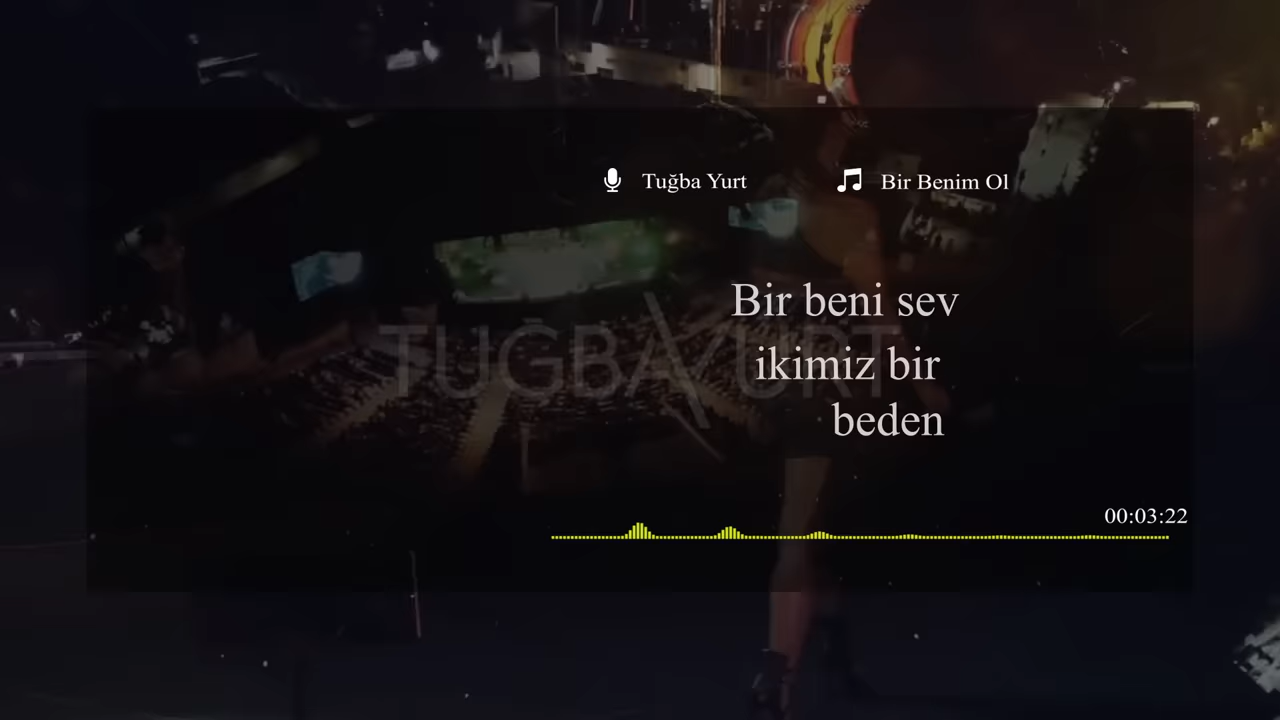 Tuğba Yurt
Bir Benim Ol
Bir beni sev
ikimiz bir
beden
TUĞBA YURT
00:03:22